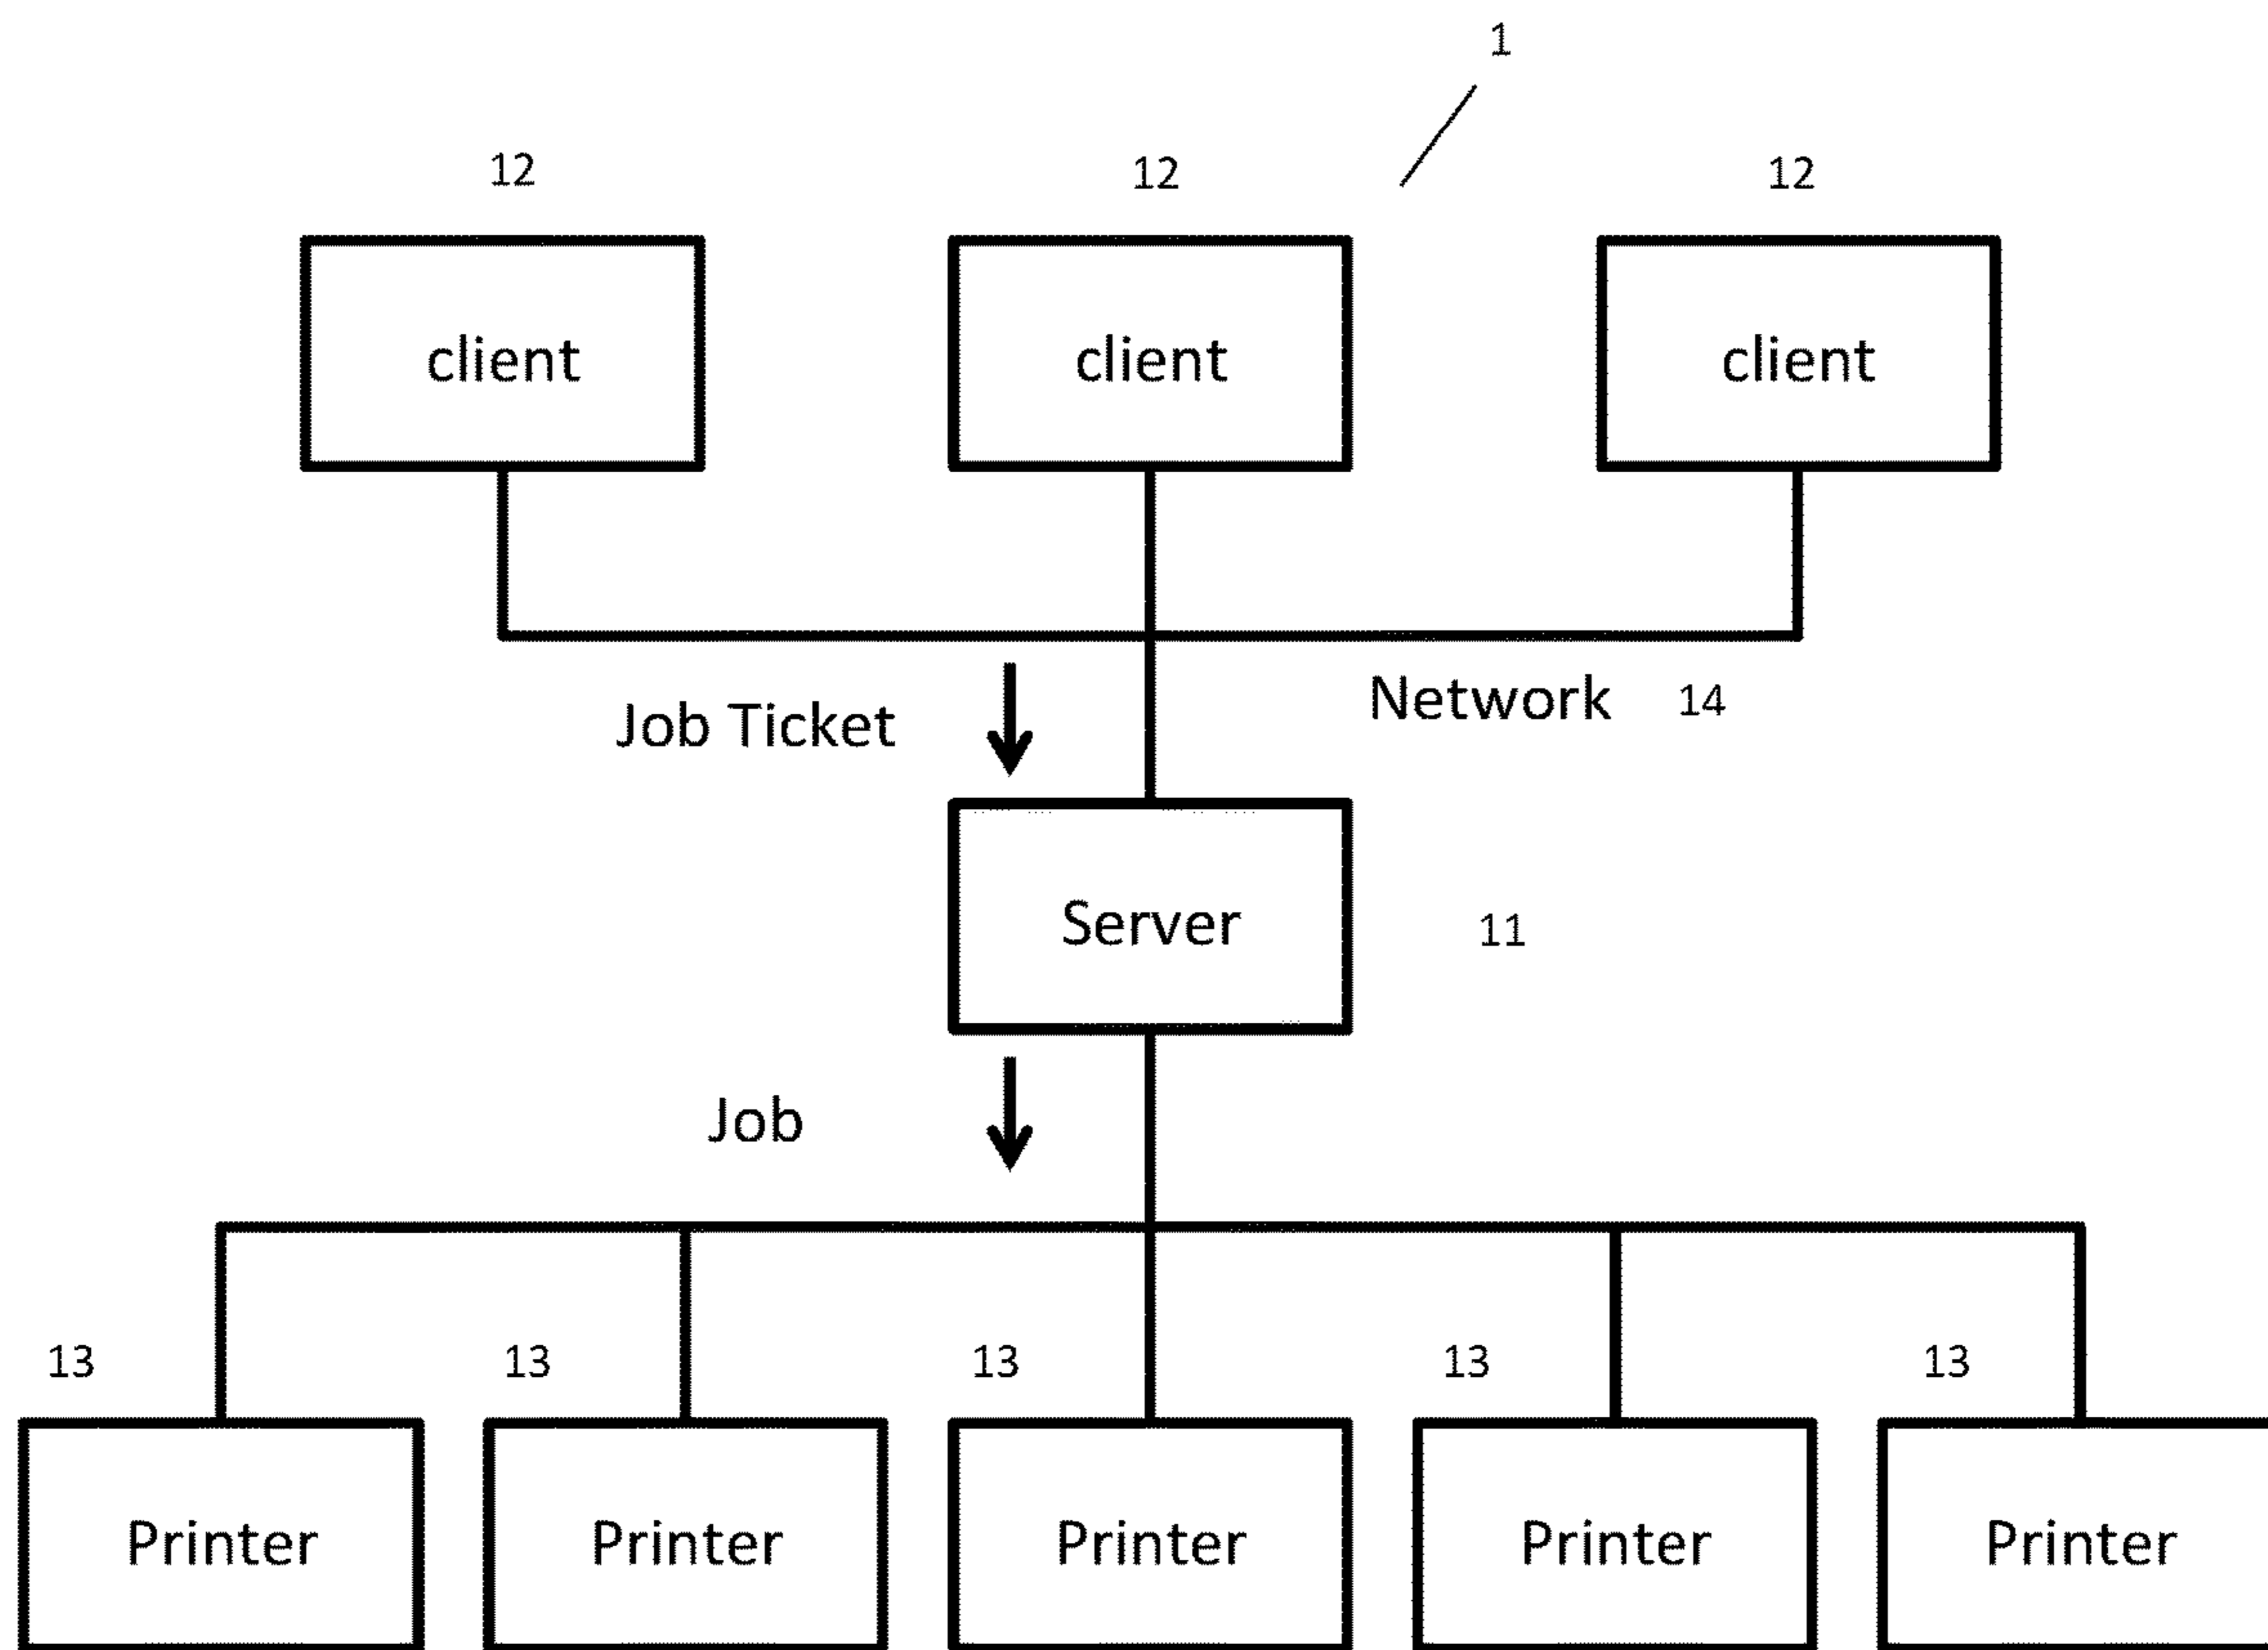 1
12 12 12
client client client
Job Ticket Network 14
Server 11
Job
13 13 13 13 13
Printer Printer Printer Printer Printer